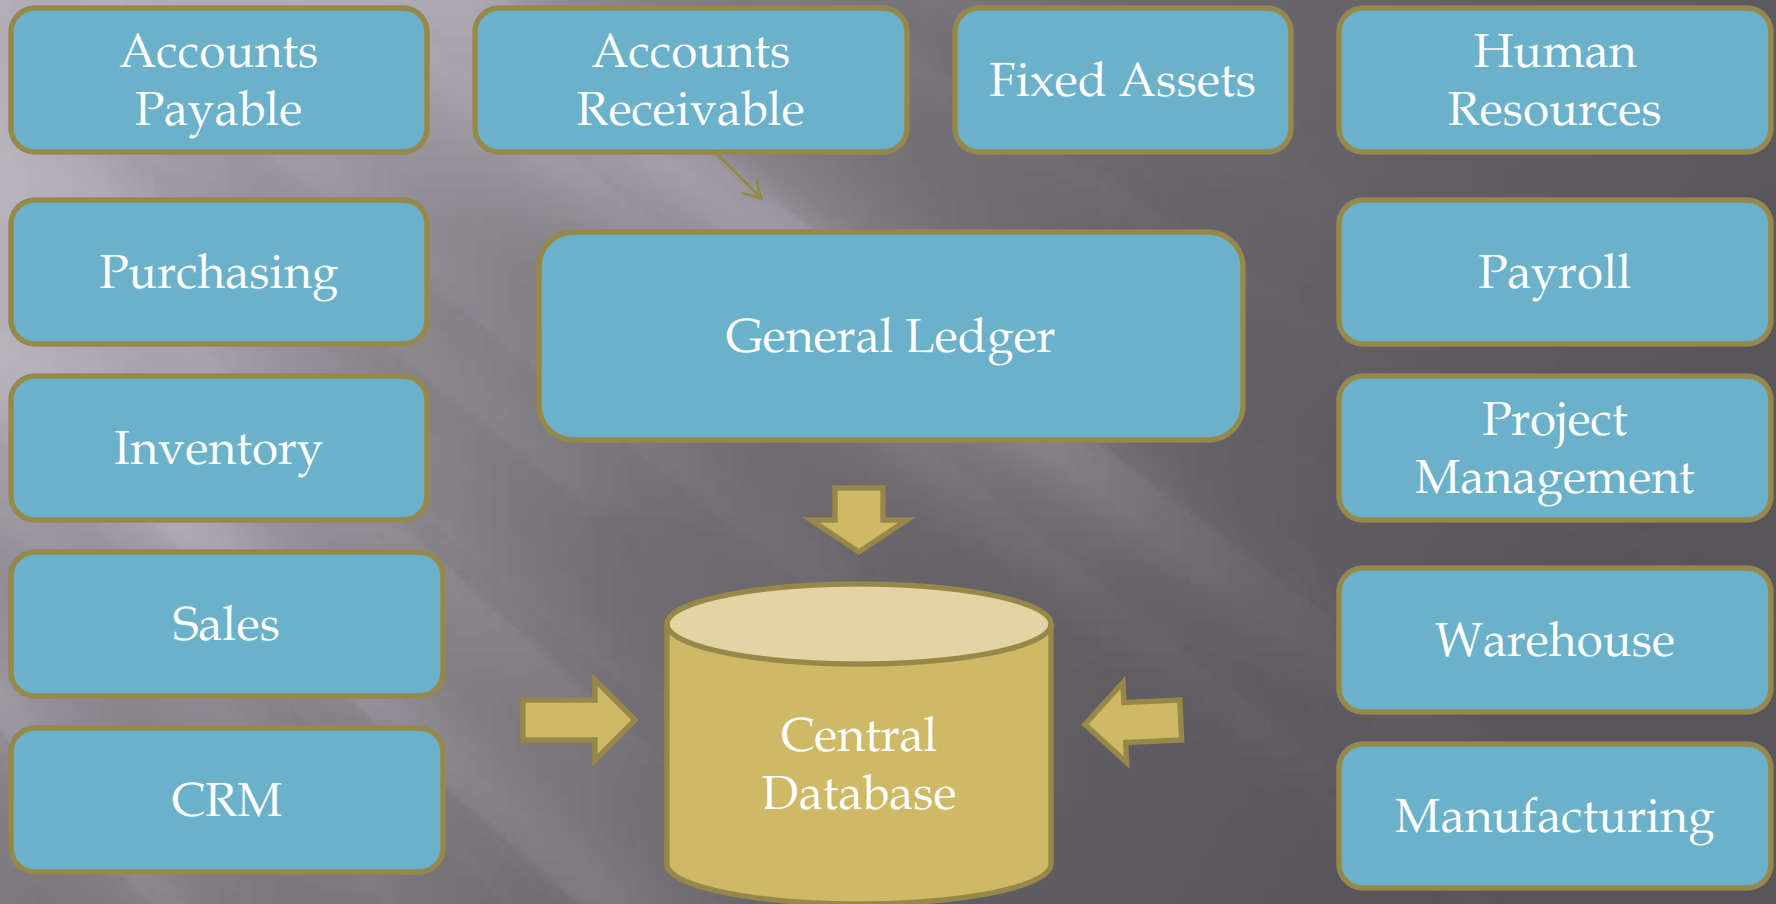 Accounts
Payable
Accounts
Receivable
Fixed Assets
Human
Resources
Purchasing
General Ledger
Payroll
Inventory
Project
Management
Sales
Warehouse
CRM
Central
Database
Manufacturing